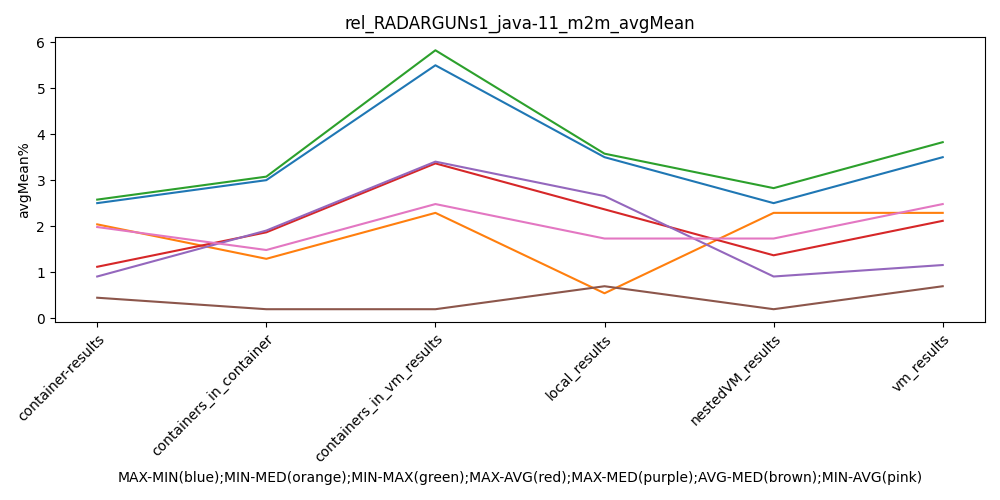 rel_RADARGUNs1_java-11_m2m_avgMean
avgMean%
6
5
4
3
2
1
0
container-results
containers_in_container
containers_in_vm_results
local_results
nestedVM_results
vm_results
MAX-MIN(blue);MIN-MED(orange);MIN-MAX(green);MAX-AVG(red);MAX-MED(purple);AVG-MED(brown);MIN-AVG(pink)